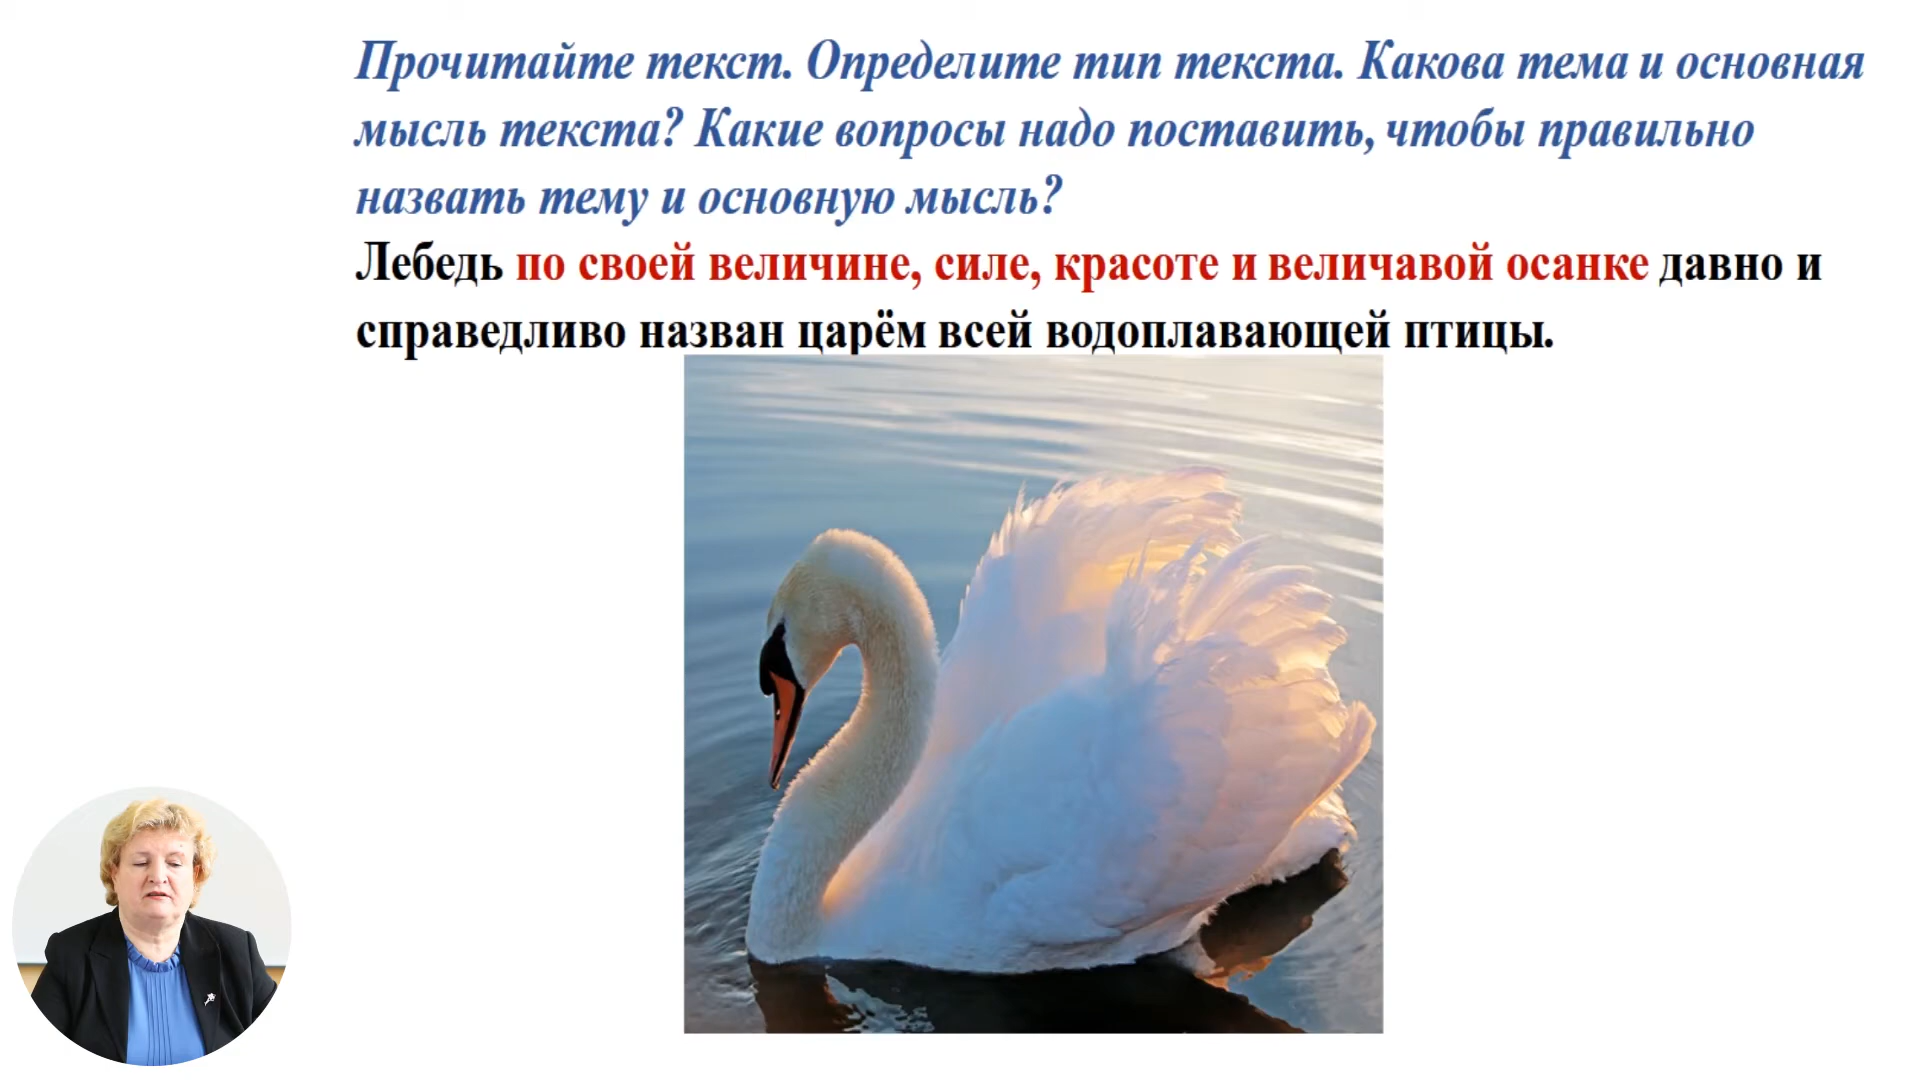 Прочитайте текст. Определите тип текста. Какова тема и основная
мысль текста? Какие вопросы надо поставить, чтобы правильно
назвать тему и основную мысль?
Лебедь по своей величине, силе, красоте и величавой осанке давно и
справедливо назван царём всей водоплавающей птицы.